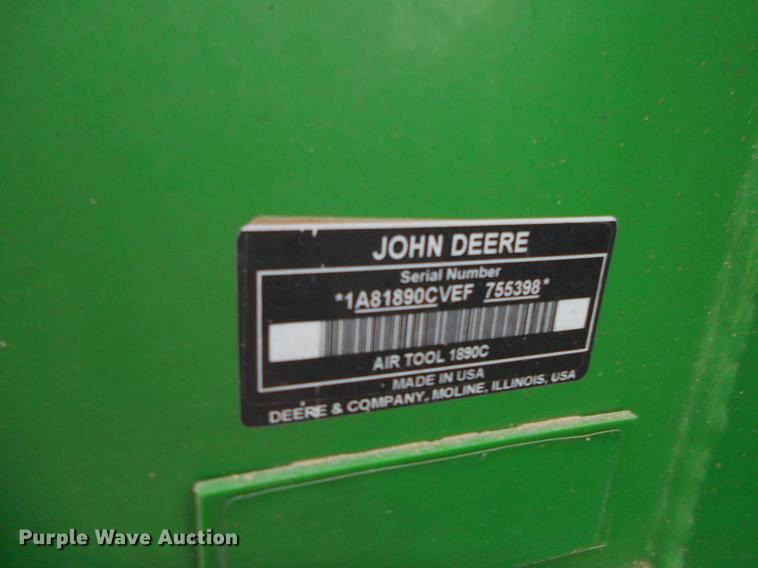 JOHN DEERE
Serial Number
*1A81890CVEF 755398*
AIR TOOL 1890C
MADE IN USA
DEERE & COMPANY, MOLINE, ILLINOIS, USA
Purple Wave Auction